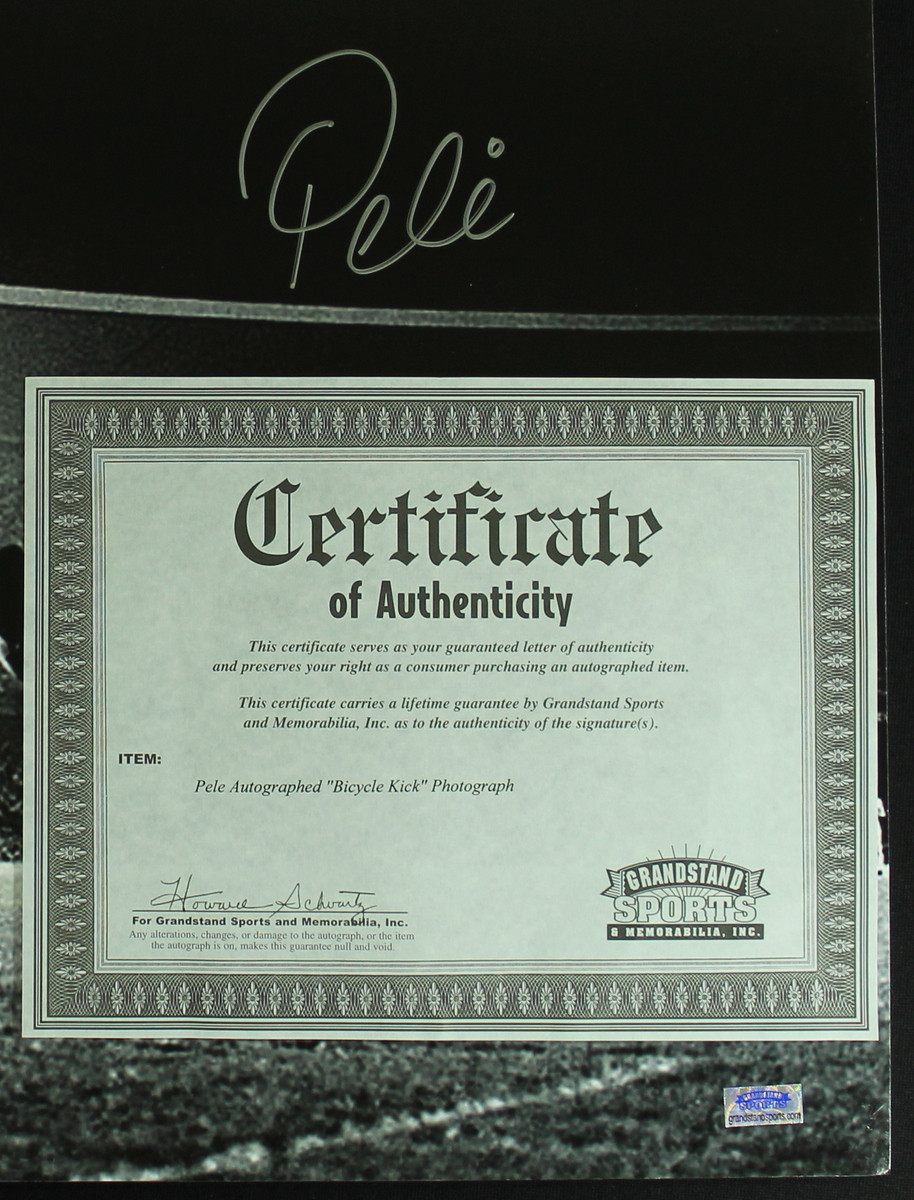 Pelé
Certificate
of Authenticity
This certificate serves as your guaranteed letter of authenticity
and preserves your right as a consumer purchasing an autographed item.
This certificate carries a lifetime guarantee by Grandstand Sports
and Memorabilia, Inc. as to the authenticity of the signature(s).
ITEM:
Pele Autographed "Bicycle Kick" Photograph
Howard Schwartz
For Grandstand Sports and Memorabilia, Inc.
Any alterations, changes, or damage to the autograph, or the item
the autograph is on, makes this guarantee null and void.
GRANDSTAND
SPORTS
& MEMORABILIA, INC.
GRANDSTAND
SPORTS
grandstandsports.com